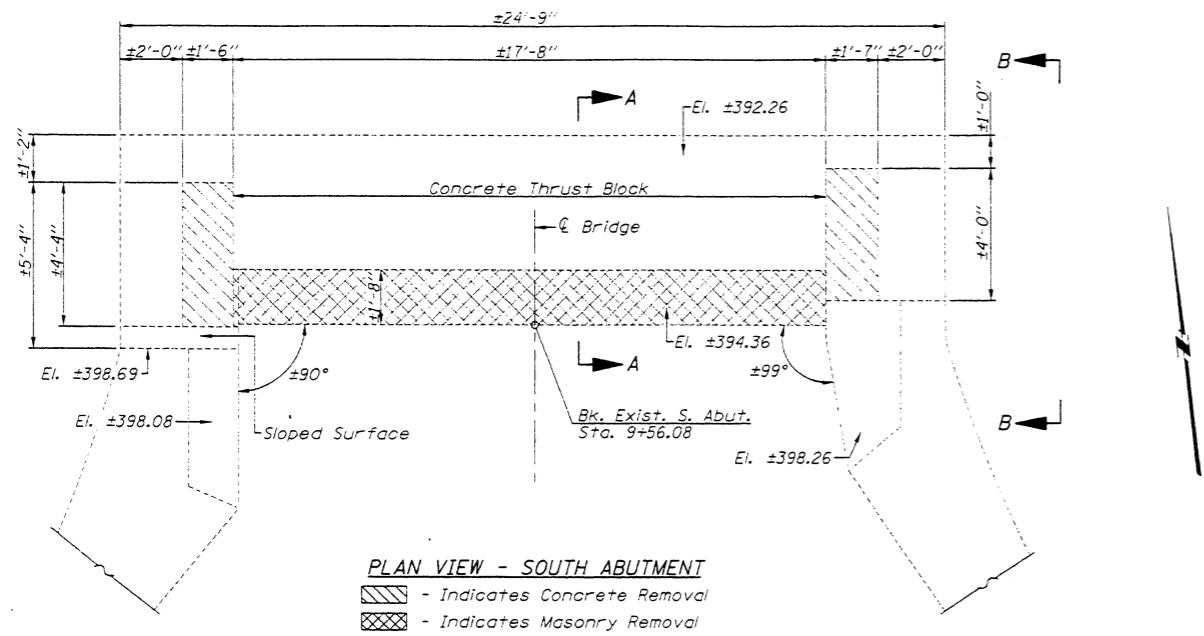 ±24'-9"
±2'-0" ±1'-6" ±17'-8" ±1'-7" ±2'-0"
B
A
El. ±392.26
±1'-0"
±1'-2"
Concrete Thrust Block
℄ Bridge
±5'-4"
±4'-4"
±4'-0"
±1'-8"
El. ±394.36
A
El. ±398.69
±90°
±99°
El. ±398.08
Sloped Surface
Bk. Exist. S. Abut.
Sta. 9+56.08
B
El. ±398.26
PLAN VIEW - SOUTH ABUTMENT
- Indicates Concrete Removal
- Indicates Masonry Removal